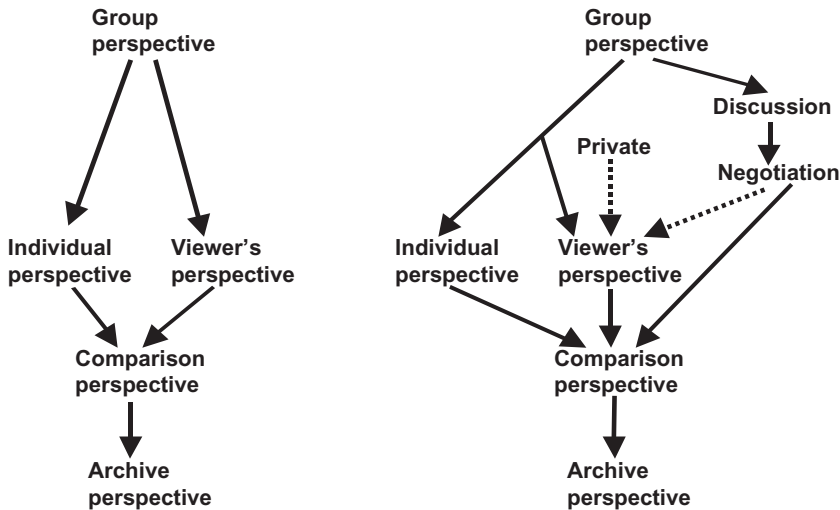 Group
perspective
Individual
perspective
Viewer's
perspective
Comparison
perspective
Archive
perspective
Group
perspective
Discussion
Private
Negotiation
Individual
perspective
Viewer's
perspective
Comparison
perspective
Archive
perspective